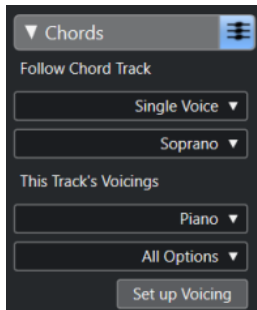 Chords
Follow Chord Track
Single Voice
Soprano
This Track's Voicings
Piano
All Options
Set up Voicing